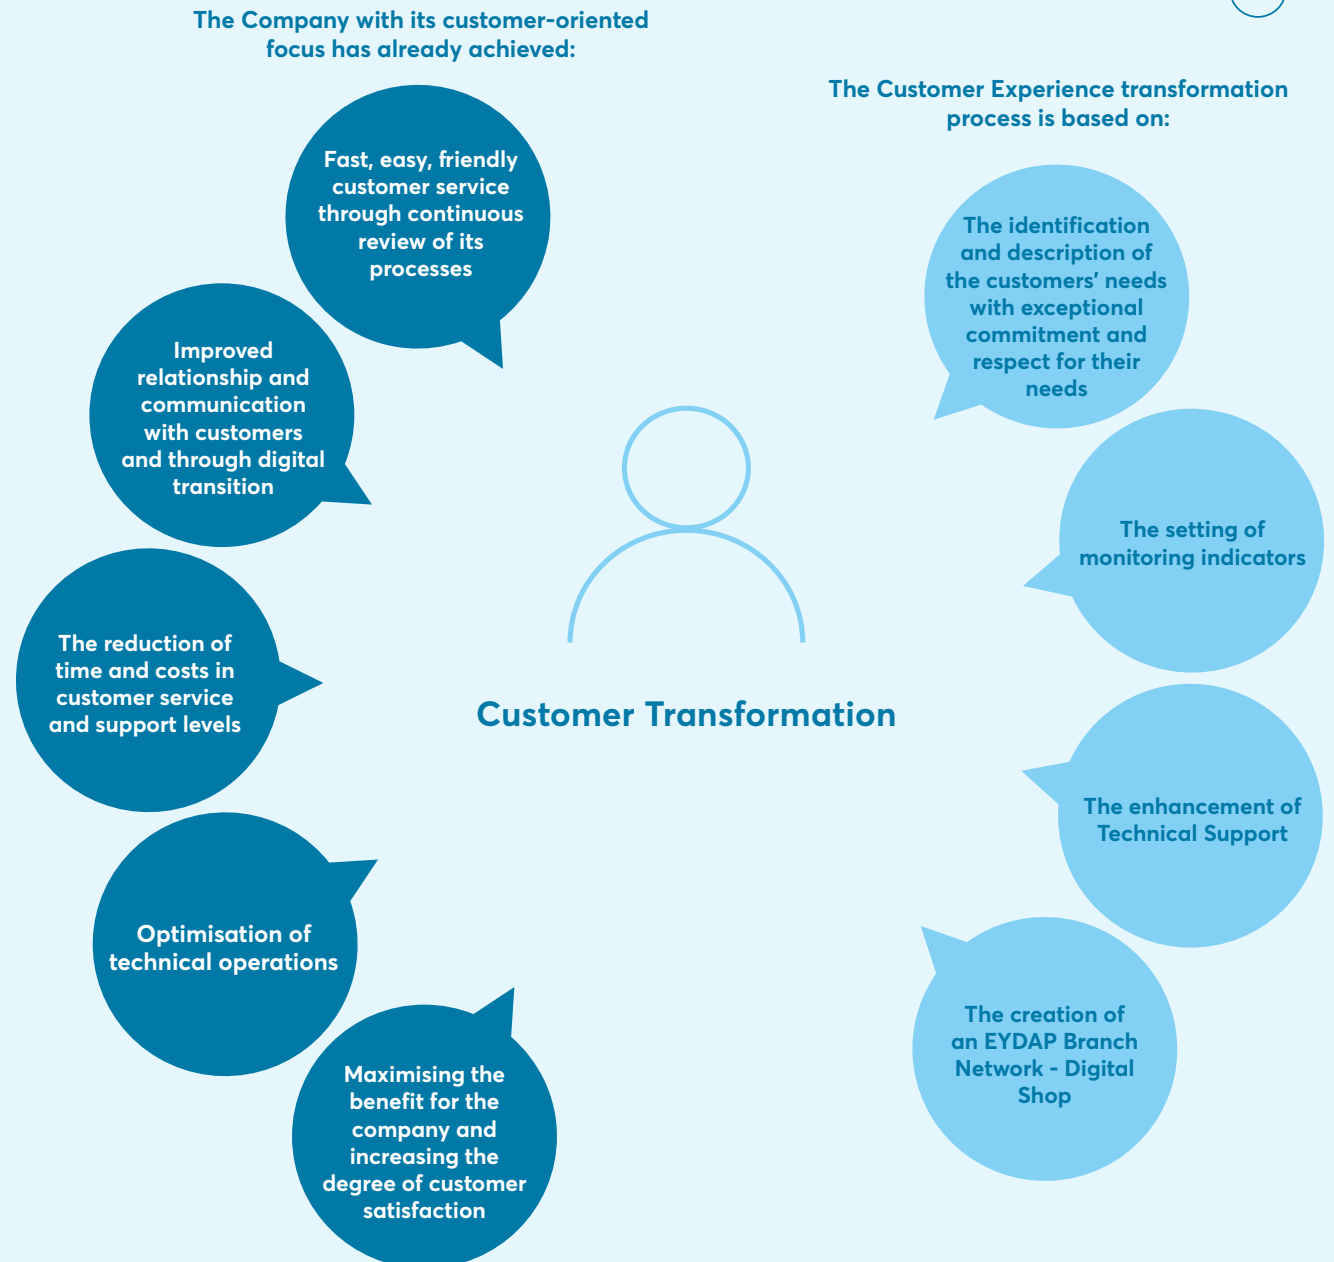 The Company with its customer-oriented
focus has already achieved:
Fast, easy, friendly
customer service
through continuous
review of its
processes
Improved
relationship and
communication
with customers
and through digital
transition
The reduction of
time and costs in
customer service
and support levels
Optimisation of
technical operations
Maximising the
benefit for the
company and
increasing the
degree of customer
satisfaction
Customer Transformation
The Customer Experience transformation
process is based on:
The identification
and description of
the customers' needs
with exceptional
commitment and
respect for their
needs
The setting of
monitoring indicators
The enhancement of
Technical Support
The creation of
an EYDAP Branch
Network - Digital
Shop